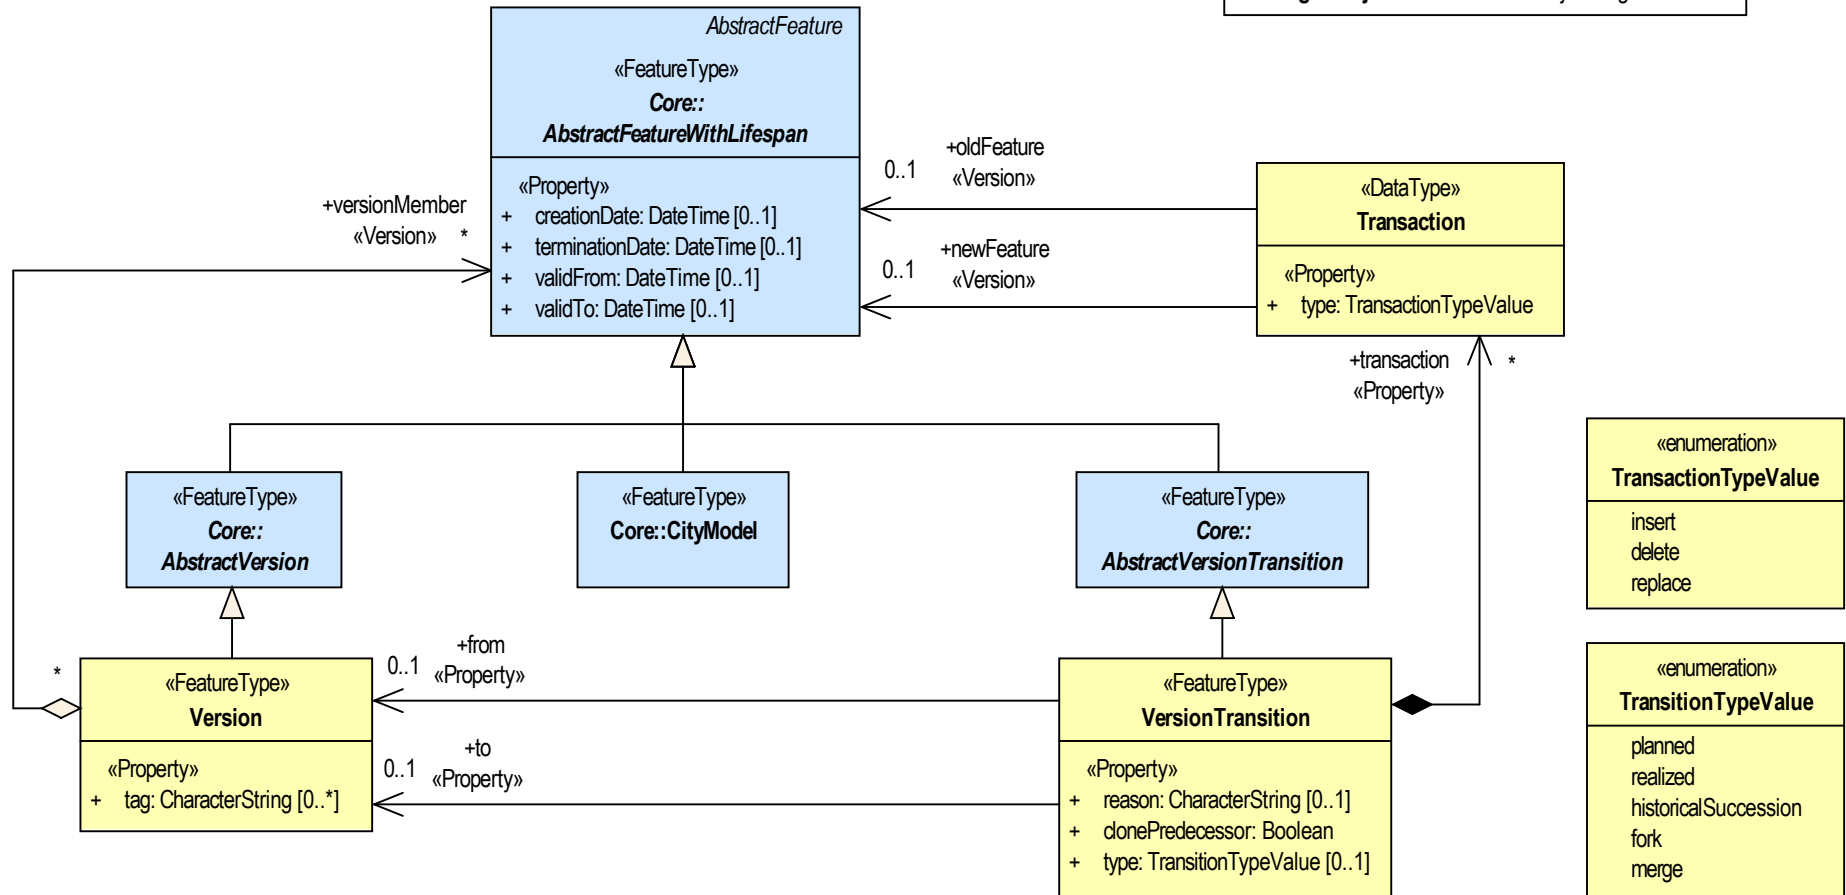 AbstractFeature
«FeatureType»
Core::
AbstractFeatureWithLifespan
«Property»
+ creationDate: DateTime [0..1]
+ terminationDate: DateTime [0..1]
+ validFrom: DateTime [0..1]
+ validTo: DateTime [0..1]
+versionMember
«Version» *
+oldFeature
0..1 «Version»
+newFeature
0..1 «Version»
«DataType»
Transaction
«Property»
+ type: TransactionTypeValue
+transaction *
«Property»
«FeatureType»
Core::
AbstractVersion
«FeatureType»
Core::CityModel
«FeatureType»
Core::
AbstractVersionTransition
«enumeration»
TransactionTypeValue
insert
delete
replace
*
«FeatureType»
Version
«Property»
+ tag: CharacterString [0..*]
+from
0..1 «Property»
+to
0..1 «Property»
«FeatureType»
VersionTransition
«Property»
+ reason: CharacterString [0..1]
+ clonePredecessor: Boolean
+ type: TransitionTypeValue [0..1]
«enumeration»
TransitionTypeValue
planned
realized
historicalSuccession
fork
merge